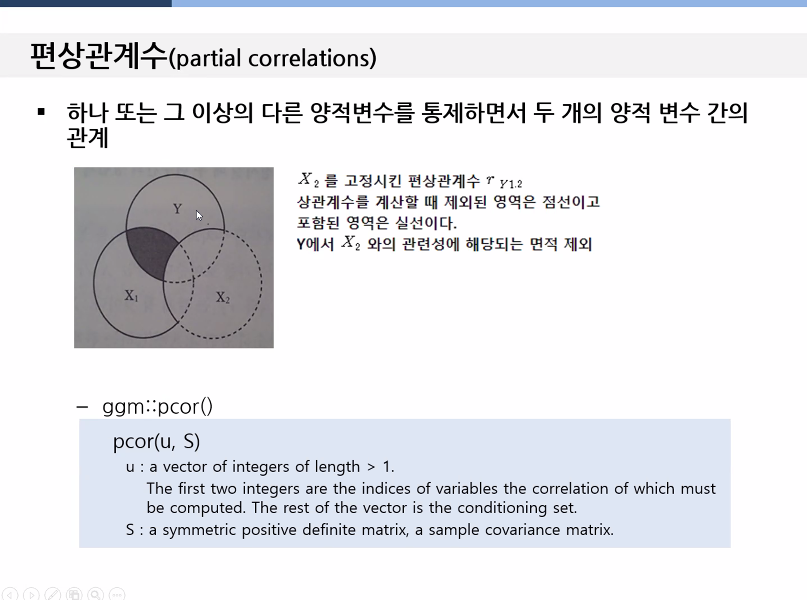 편상관계수(partial correlations)
▪ 하나 또는 그 이상의 다른 양적변수를 통제하면서 두 개의 양적 변수 간의
관계
Y
X₁
X₂
X₂ 를 고정시킨 편상관계수 r Y1.2
상관계수를 계산할 때 제외된 영역은 점선이고
포함된 영역은 실선이다.
Y에서 X₂ 와의 관련성에 해당되는 면적 제외
– ggm::pcor()
pcor(u, S)
u : a vector of integers of length > 1.
The first two integers are the indices of variables the correlation of which must
be computed. The rest of the vector is the conditioning set.
S : a symmetric positive definite matrix, a sample covariance matrix.